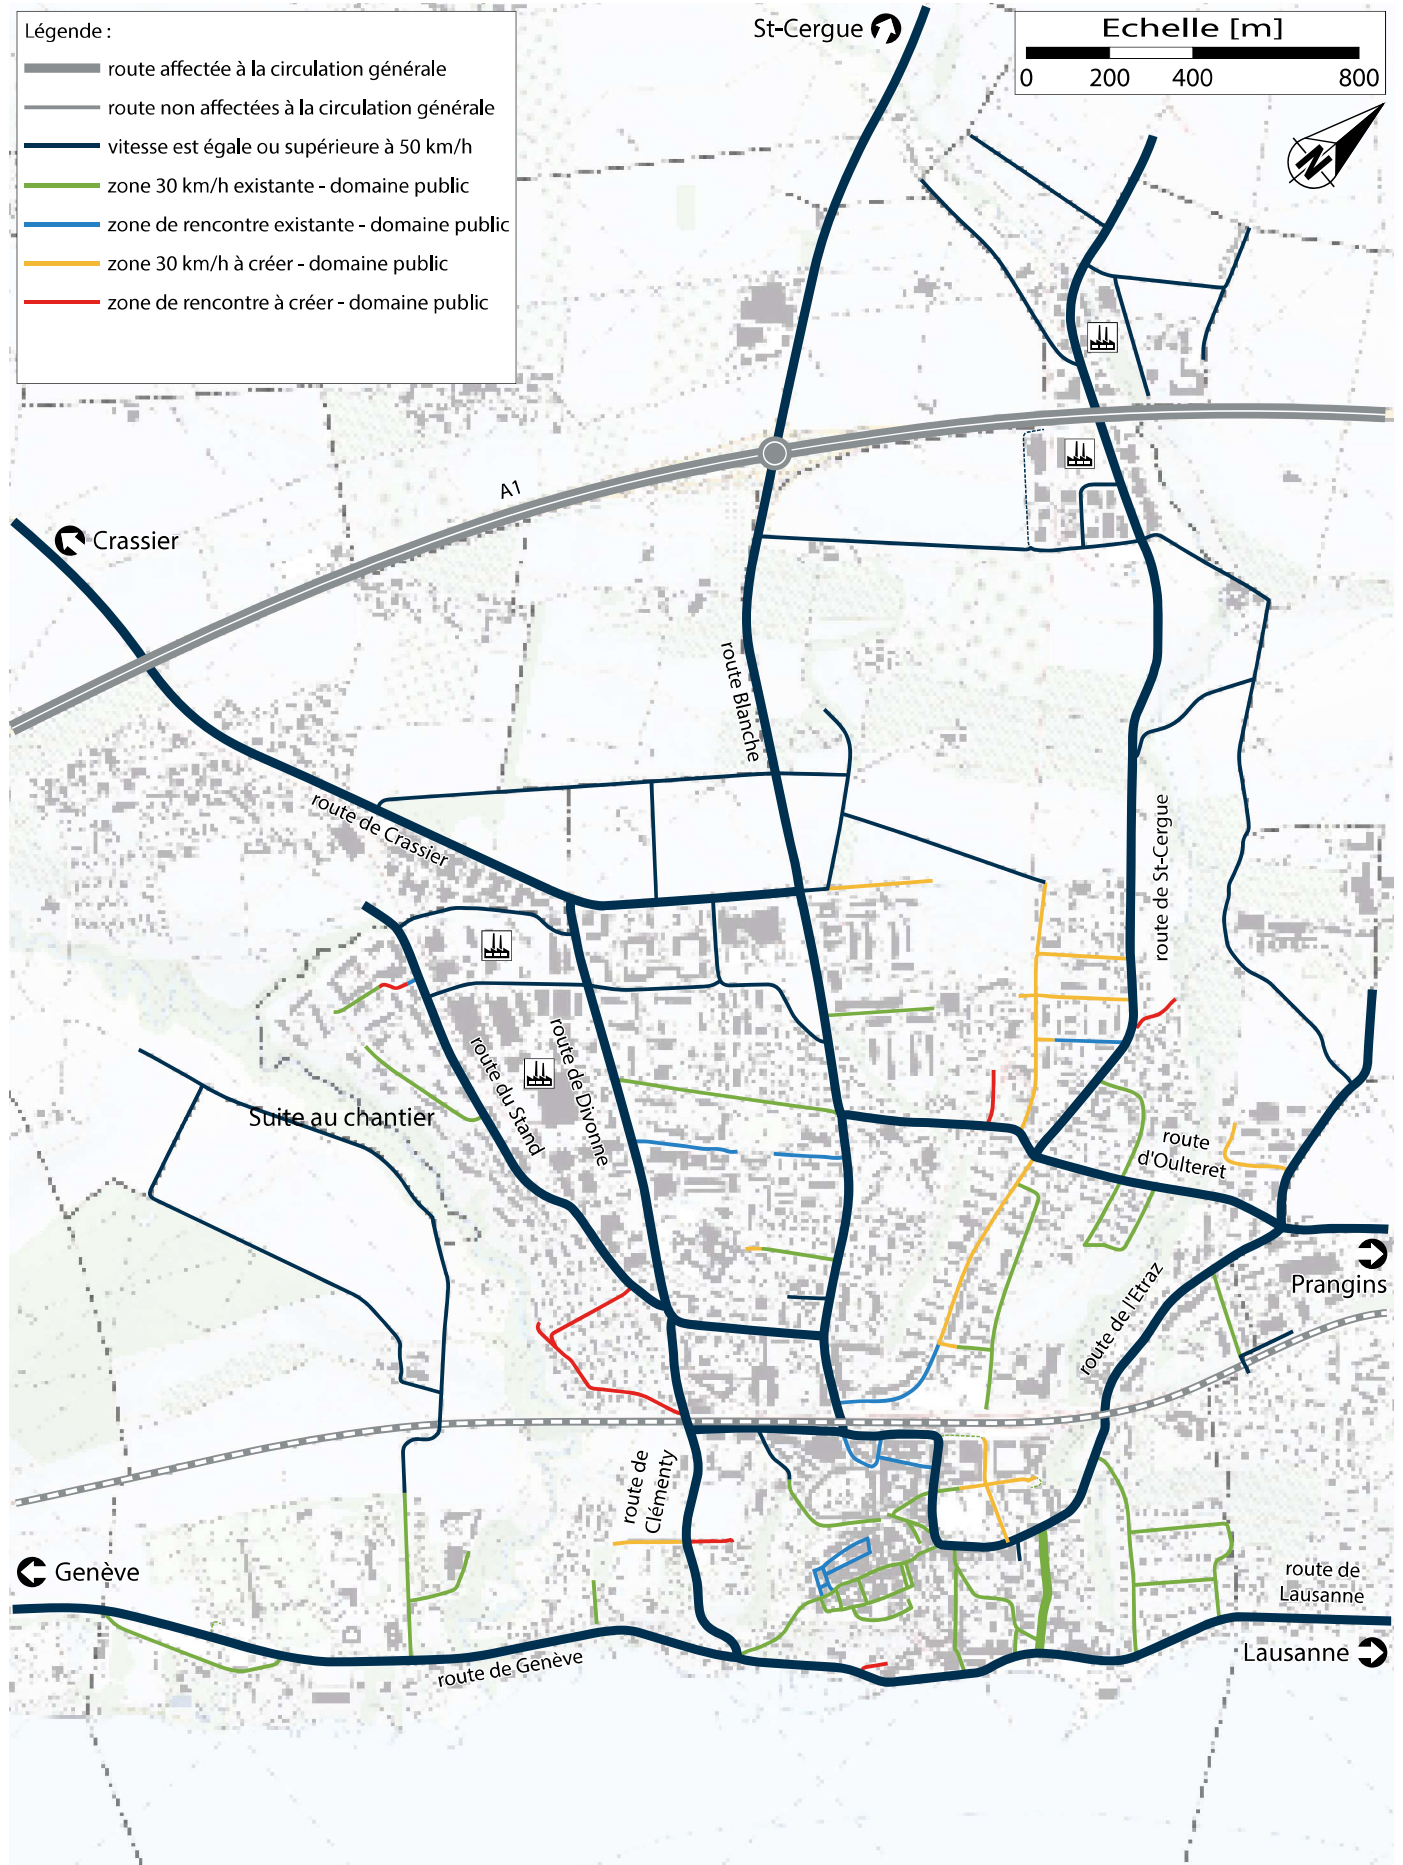 Légende :
route affectée à la circulation générale
route non affectées à la circulation générale
vitesse est égale ou supérieure à 50 km/h
zone 30 km/h existante - domaine public
zone de rencontre existante - domaine public
zone 30 km/h à créer - domaine public
zone de rencontre à créer - domaine public
St-Cergue
Echelle [m]
0 200 400 800
N
A1
Crassier
route Blanche
route de Crassier
route de St-Cergue
route du Stand
route de Divonne
Suite au chantier
route
d'Oulteret
Prangins
route de l'Etraz
route de
Clémenty
Genève
route de
Lausanne
Lausanne
route de Genève